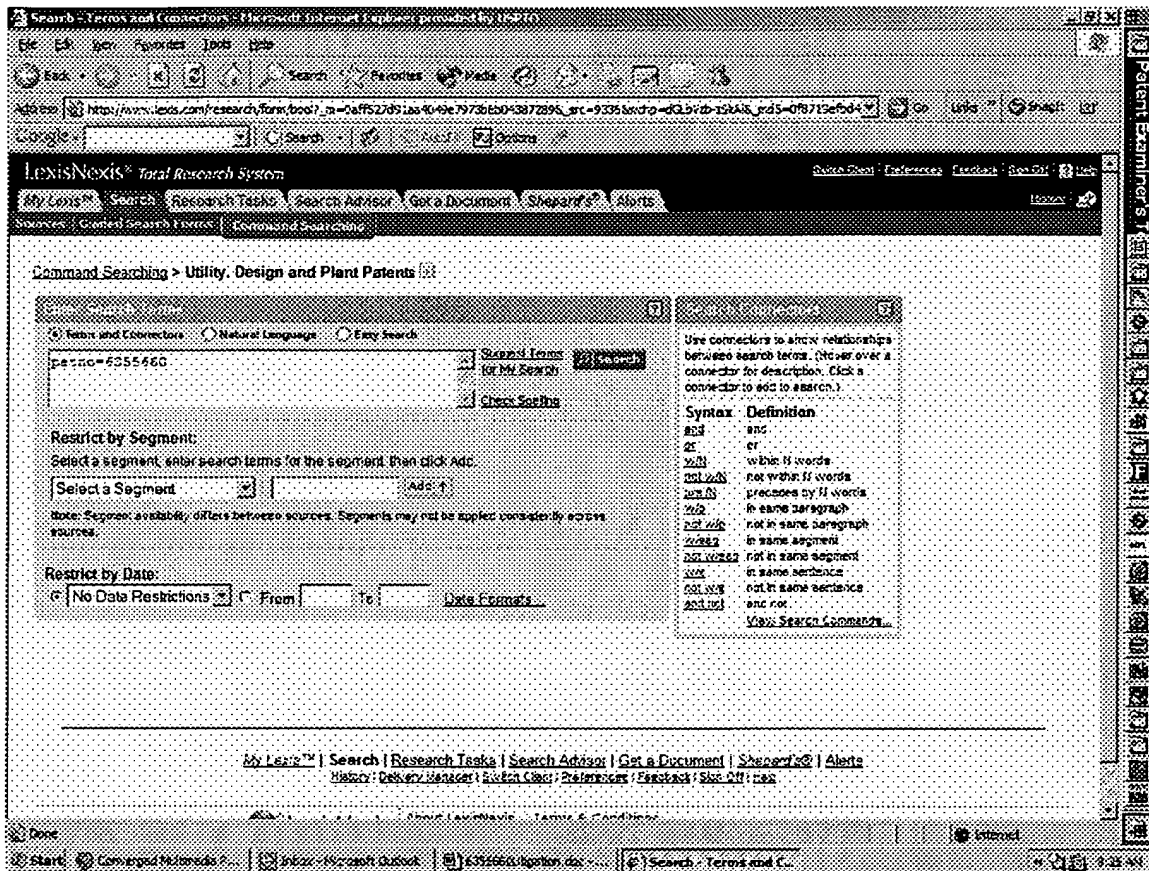 Search - Terms and Connectors - Microsoft Internet Explorer provided by USPTO
File Edit View Favorites Tools Help
Back Search Favorites Media
Address Go Links SnagIt
Google Search Options
LexisNexis® Total Research System
Switch Client Preferences Feedback Sign Off Help
My Lexis™ Search Research Tasks Search Advisor Get a Document Shepard's® Alerts
History
Sources Guided Search Forms Command Searching
Command Searching > Utility, Design and Plant Patents
Enter Search Terms
Terms and Connectors Natural Language Easy Search
Suggest Terms for My Search
Search
Check Spelling
Restrict by Segment:
Select a segment, enter search terms for the segment, then click Add.
Select a Segment Add ↑
Note: Segment availability differs between sources. Segments may not be applied consistently across
sources.
Restrict by Date:
No Date Restrictions From To Date Formats...
Search Connectors
Use connectors to show relationships
between search terms. (Hover over a
connector for description. Click a
connector to add to search.)
Syntax Definition
and and
or or
w/N within N words
not w/N not within N words
pre/N precedes by N words
w/p in same paragraph
not w/p not in same paragraph
w/seg in same segment
not w/seg not in same segment
w/s in same sentence
not w/s not in same sentence
and not and not
View Search Commands...
My Lexis™ | Search | Research Tasks | Search Advisor | Get a Document | Shepard's® | Alerts
History | Delivery Manager | Switch Client | Preferences | Feedback | Sign Off | Help
About LexisNexis Terms & Conditions
Done Internet
Start Converged Multimedia P... Inbox - Microsoft Outlook Search - Terms and C...
Patent Examiner's T